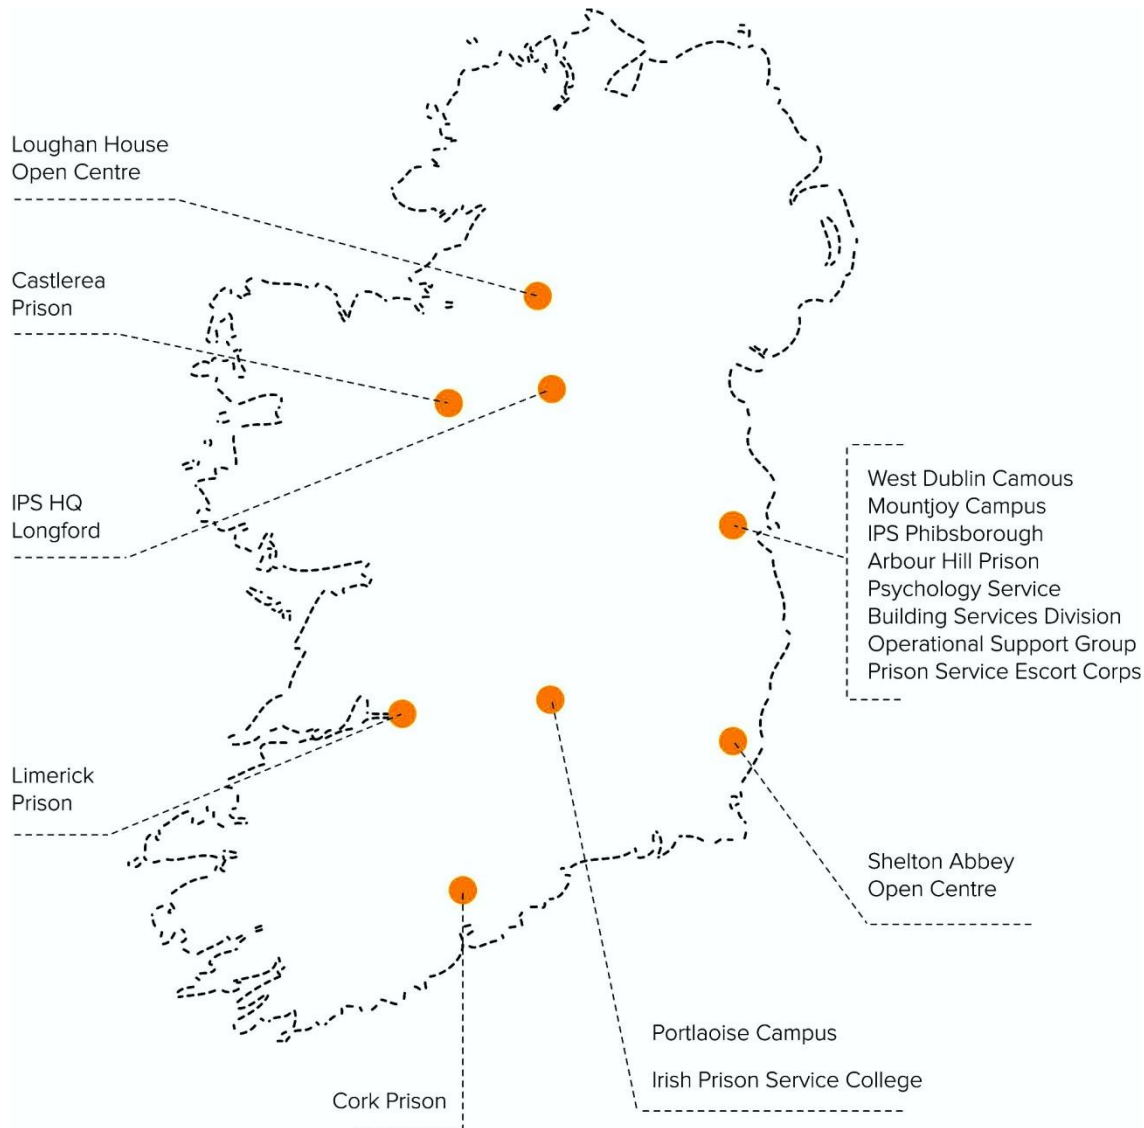 Loughan House
Open Centre
Castlerea
Prison
IPS HQ
Longford
West Dublin Camous
Mountjoy Campus
IPS Phibsborough
Arbour Hill Prison
Psychology Service
Building Services Division
Operational Support Group
Prison Service Escort Corps
Limerick
Prison
Shelton Abbey
Open Centre
Portlaoise Campus
Irish Prison Service College
Cork Prison